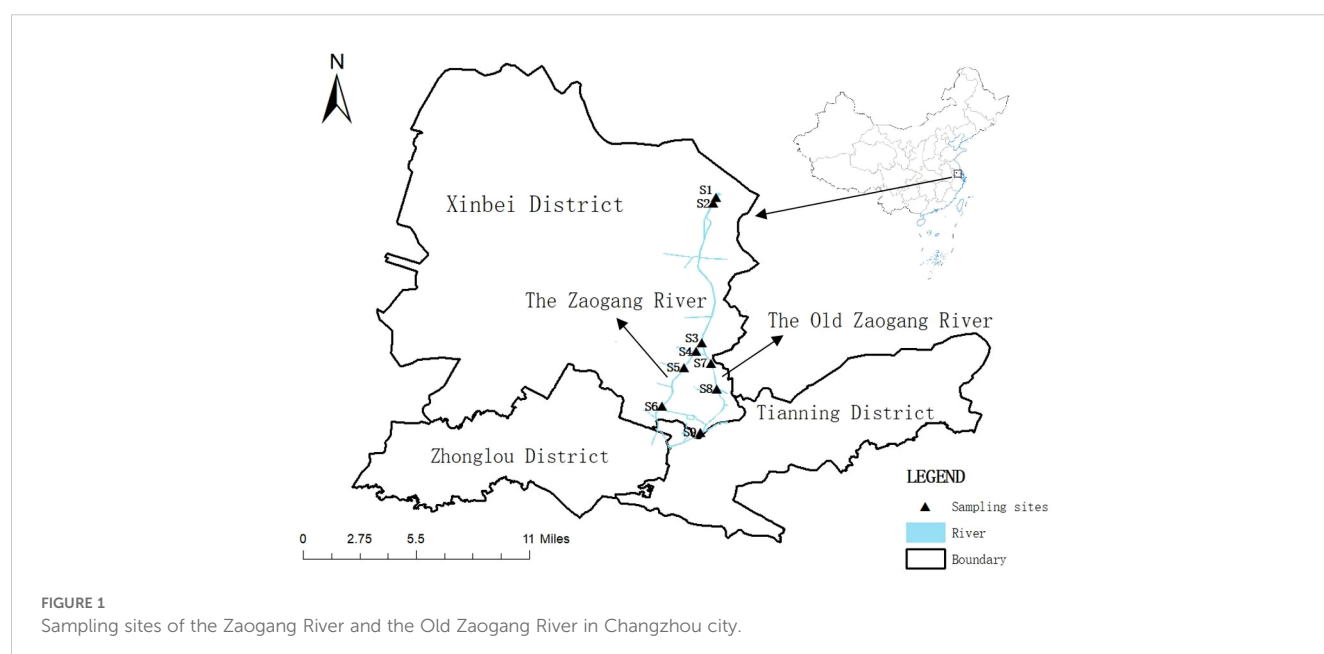 N
S1
S2
Xinbei District
The Zaogang River
The Old Zaogang River
S3
S4
S7
S5
S8
S6
Tianning District
S9
Zhonglou District
LEGEND
Sampling sites
River
Boundary
0 2.75 5.5 11 Miles
FIGURE 1
Sampling sites of the Zaogang River and the Old Zaogang River in Changzhou city.